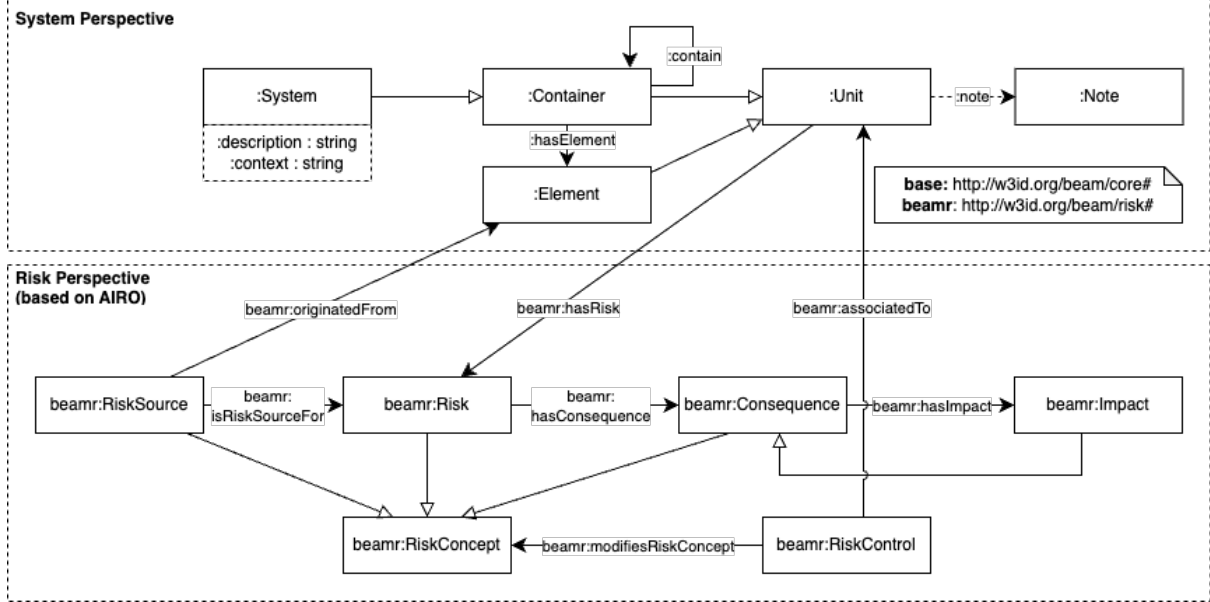 System Perspective
:contain
:System
:Container
:Unit
:note
:Note
:description : string
:context : string
:hasElement
:Element
base: http://w3id.org/beam/core#
beamr: http://w3id.org/beam/risk#
Risk Perspective
(based on AIRO)
beamr:originatedFrom
beamr:hasRisk
beamr:associatedTo
beamr:RiskSource
beamr:
isRiskSourceFor
beamr:Risk
beamr:
hasConsequence
beamr:Consequence
beamr:hasImpact
beamr:Impact
beamr:RiskConcept
beamr:modifiesRiskConcept
beamr:RiskControl